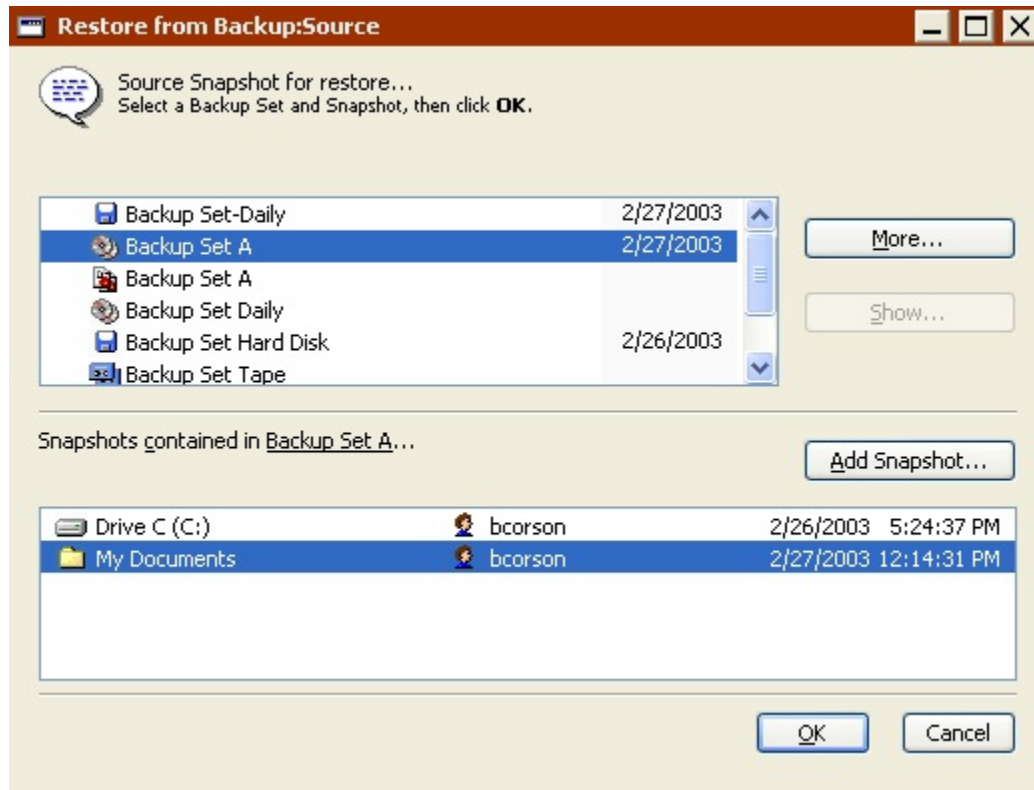 Restore from Backup:Source
Source Snapshot for restore...
Select a Backup Set and Snapshot, then click OK.
Backup Set-Daily 2/27/2003
Backup Set A 2/27/2003
More...
Backup Set A
Backup Set Daily
Show...
Backup Set Hard Disk 2/26/2003
Backup Set Tape
Snapshots contained in Backup Set A...
Add Snapshot...
Drive C (C:) bcorson 2/26/2003 5:24:37 PM
My Documents bcorson 2/27/2003 12:14:31 PM
OK Cancel